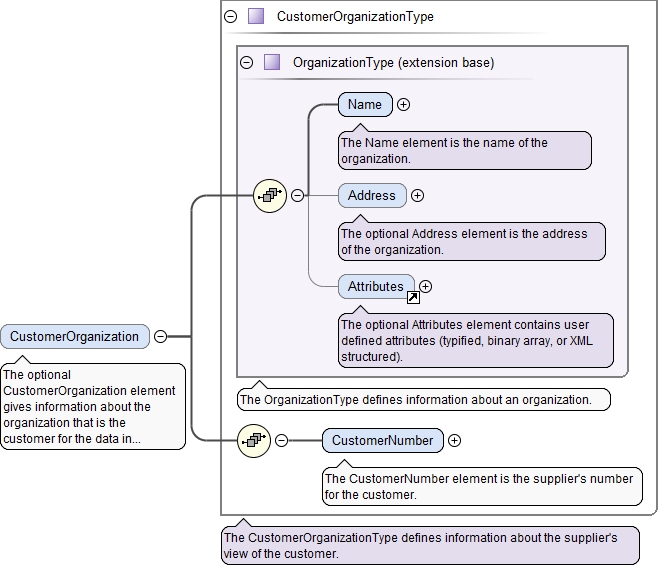 CustomerOrganizationType
OrganizationType (extension base)
Name
The Name element is the name of the
organization.
Address
The optional Address element is the address
of the organization.
Attributes
The optional Attributes element contains user
defined attributes (typified, binary array, or XML
structured).
CustomerOrganization
The optional
CustomerOrganization element
gives information about the
organization that is the
customer for the data in...
The OrganizationType defines information about an organization.
CustomerNumber
The CustomerNumber element is the supplier's number
for the customer.
The CustomerOrganizationType defines information about the supplier's
view of the customer.